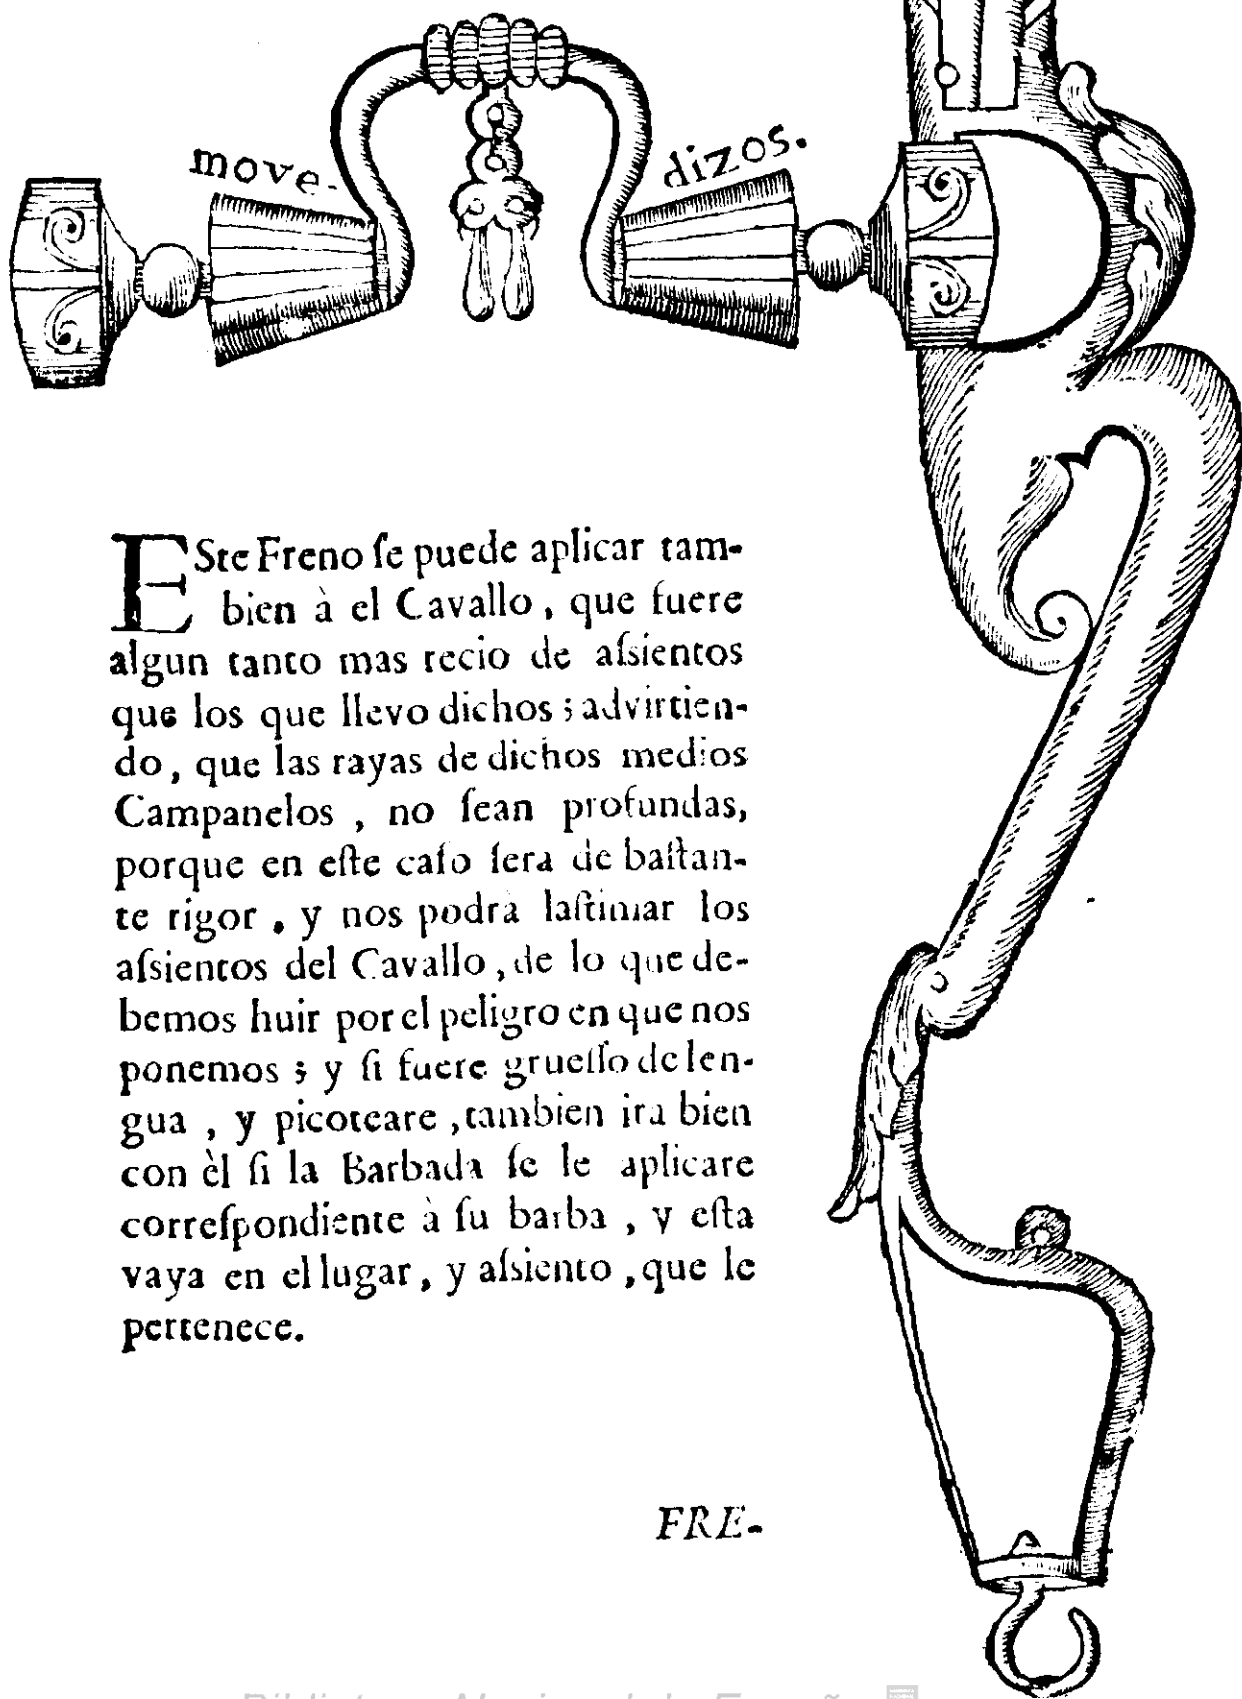 move-
dizos.
ESte Freno ſe puede aplicar tam-
bien à el Cavallo, que fuere
algun tanto mas recio de aſsientos
que los que llevo dichos; advirtien-
do, que las rayas de dichos medios
Campanelos, no ſean profundas,
porque en eſte caſo ſera de baſtan-
te rigor, y nos podrà laſtimar los
aſsientos del Cavallo, de lo que de-
bemos huir por el peligro en que nos
ponemos; y ſi fuere grueſſo de len-
gua, y picoteare, tambien ira bien
con èl ſi la Barbada ſe le aplicare
correſpondiente à ſu barba, y eſta
vaya en el lugar, y aſsiento, que le
pertenece.
FRE-